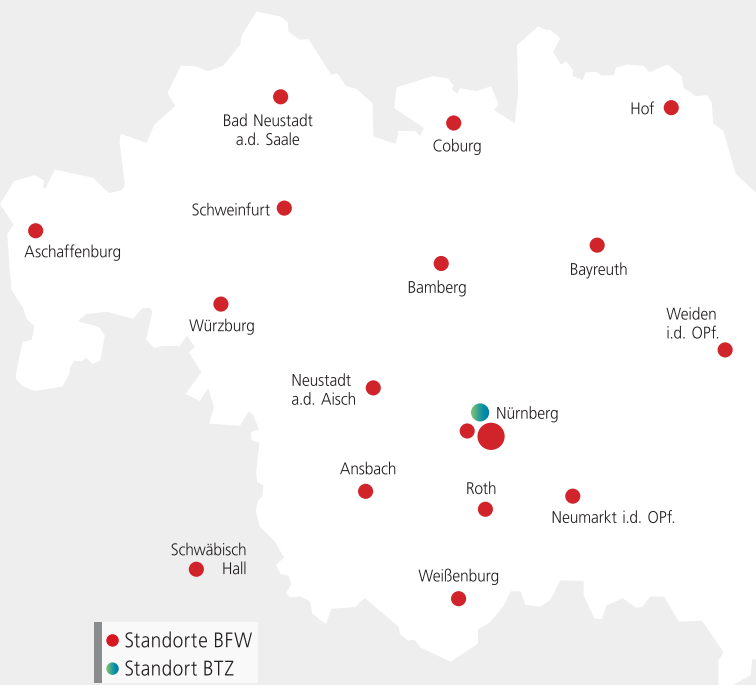 Bad Neustadt
a.d. Saale
Coburg
Hof
Schweinfurt
Aschaffenburg
Bamberg
Bayreuth
Würzburg
Weiden
i.d. OPf.
Neustadt
a.d. Aisch
Nürnberg
Ansbach
Roth
Neumarkt i.d. OPf.
Schwäbisch
Hall
Weißenburg
Standorte BFW
Standort BTZ